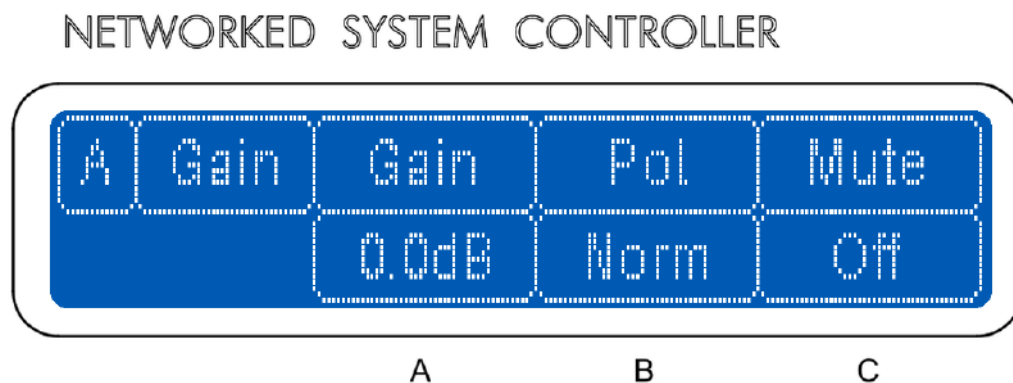 NETWORKED SYSTEM CONTROLLER
A Gain Gain Pol Mute
0.0dB Norm Off
A B C